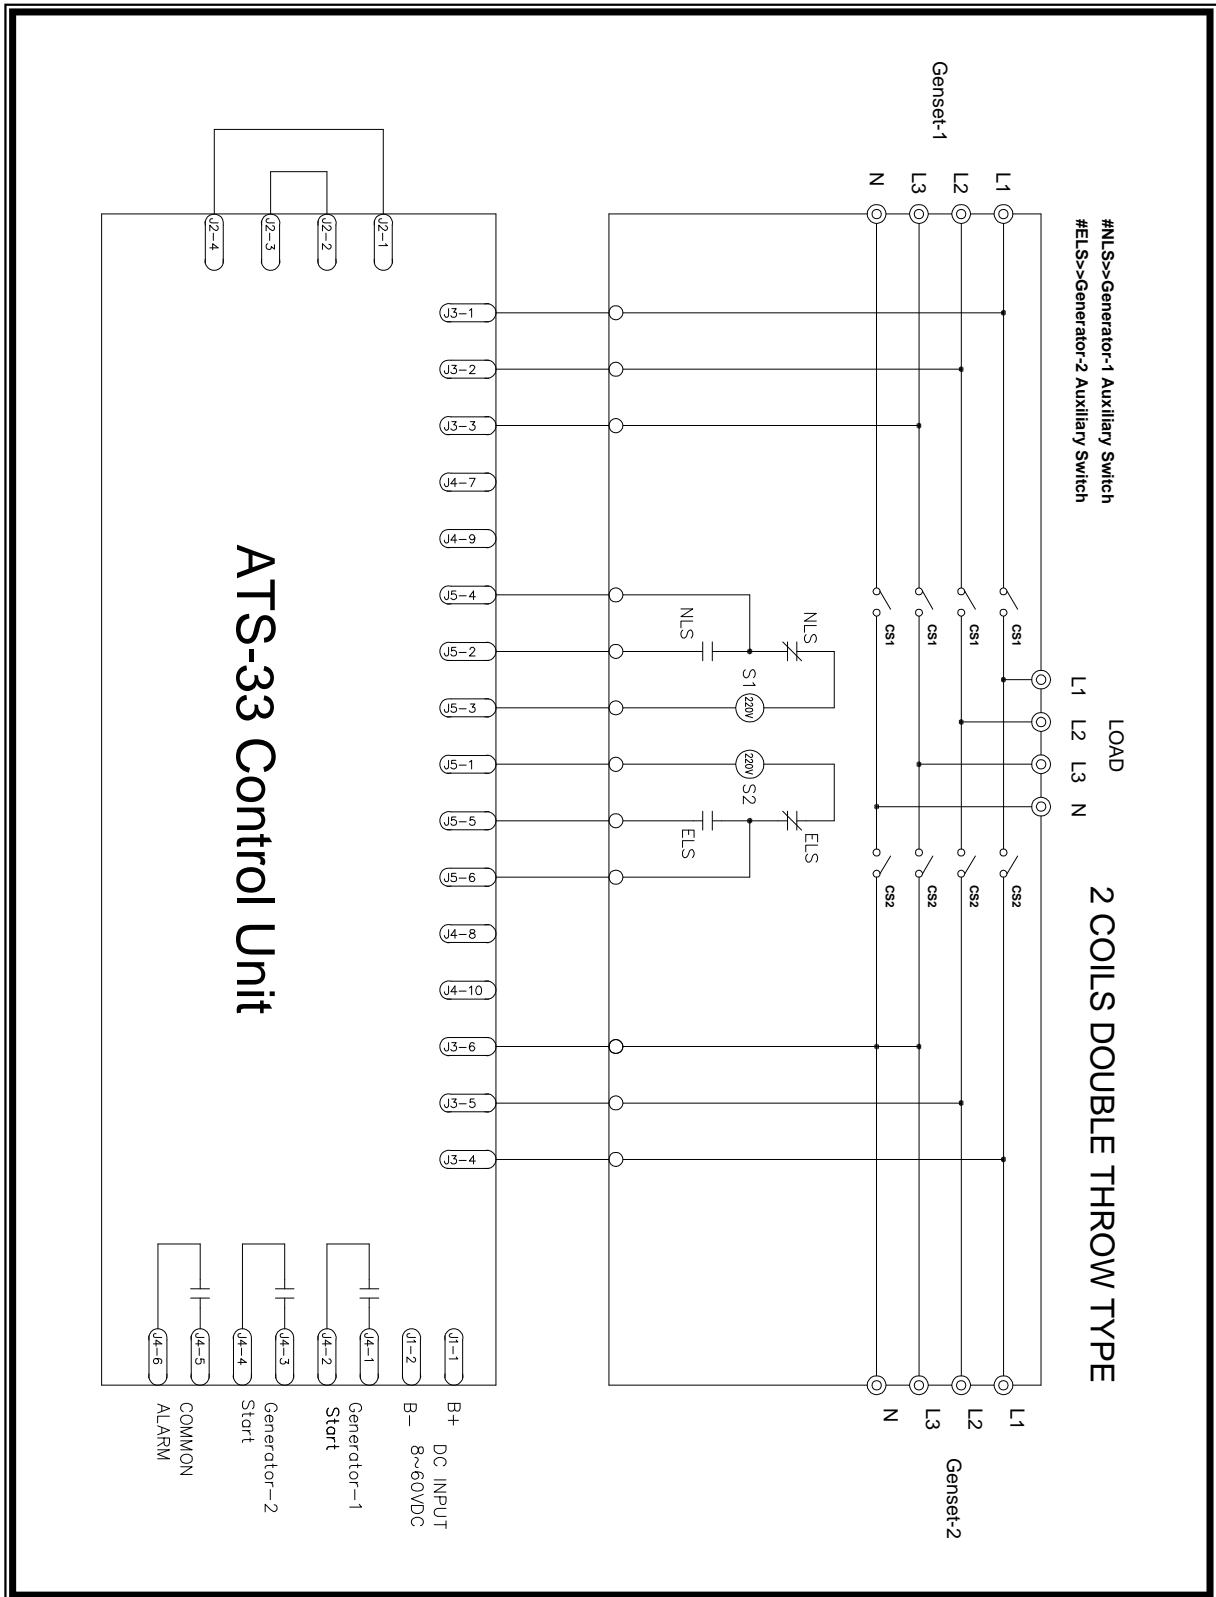 #NLS>>Generator-1 Auxiliary Switch
#ELS>>Generator-2 Auxiliary Switch
LOAD
2 COILS DOUBLE THROW TYPE
L1 L2 L3 N
Genset-1
L1
L2
L3
N
CS1
CS1
CS1
CS1
CS2
CS2
CS2
CS2
L1
L2
L3
N
Genset-2
NLS
ELS
S1
220V
220V
S2
NLS
ELS
J3-1
J3-2
J3-3
J4-7
J4-9
J5-4
J5-2
J5-3
J5-1
J5-5
J5-6
J4-8
J4-10
J3-6
J3-5
J3-4
J2-1
J2-2
J2-3
J2-4
ATS-33 Control Unit
J1-1
B+
DC INPUT
J1-2
B-
8~60VDC
J4-1
Generator-1
J4-2
Start
J4-3
Generator-2
J4-4
Start
J4-5
COMMON
J4-6
ALARM